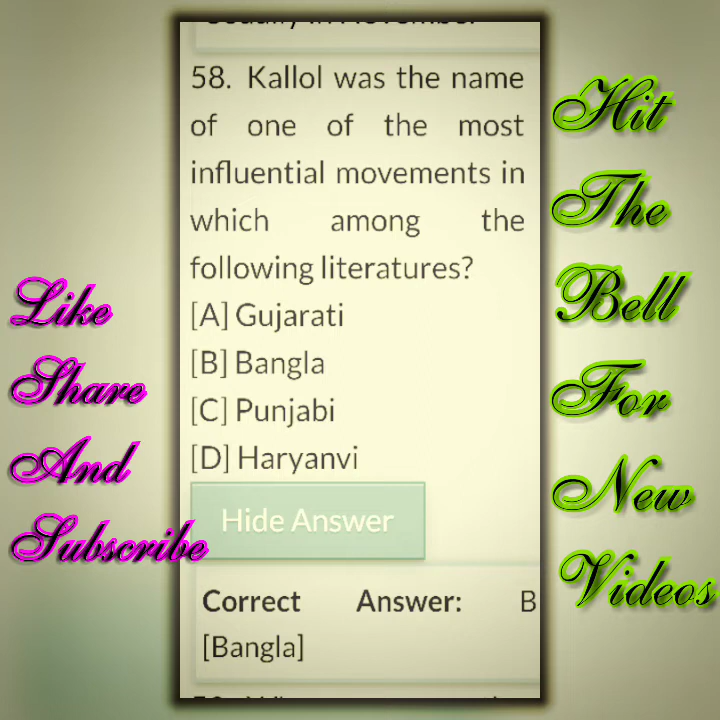 58. Kallol was the name
of one of the most
influential movements in
which among the
following literatures?
[A] Gujarati
[B] Bangla
[C] Punjabi
[D] Haryanvi
Hide Answer
Correct Answer: B
[Bangla]
Like
Share
And
Subscribe
Hit
The
Bell
For
New
Videos